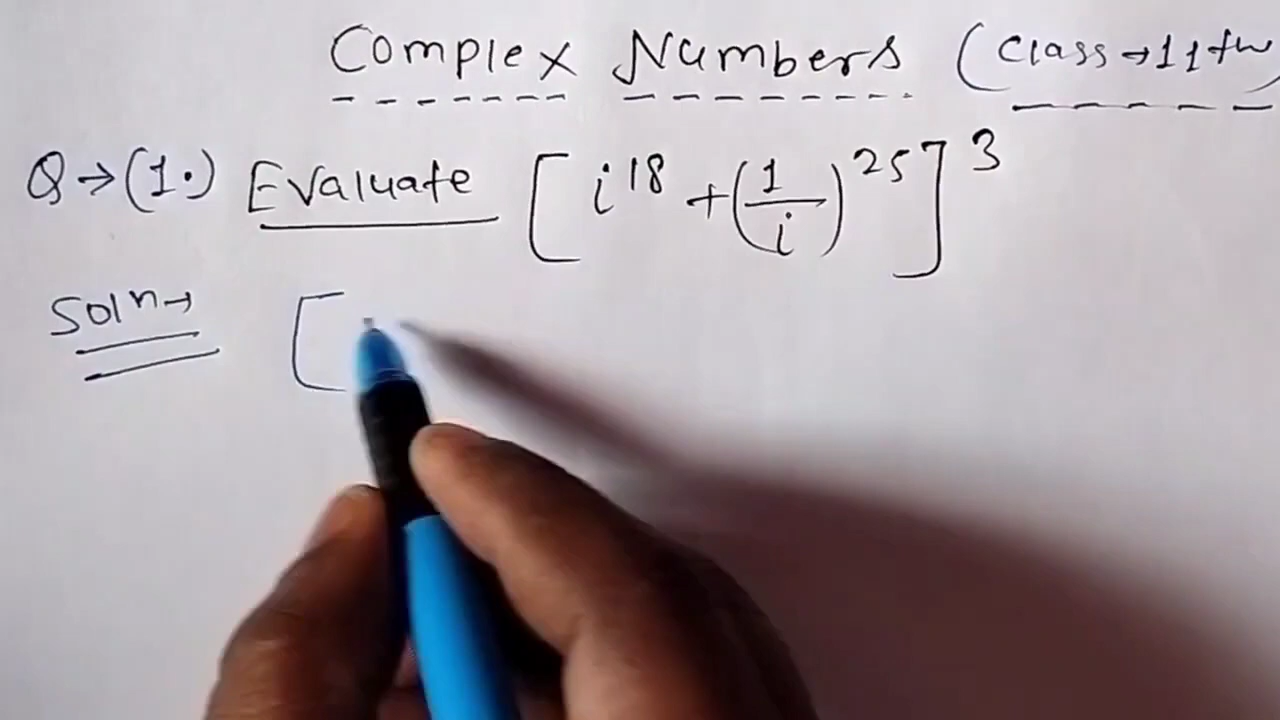 Complex Numbers (Class→11th)
Q→(1.) Evaluate [i^18 + (1/i)^25]^3
Solⁿ→ [